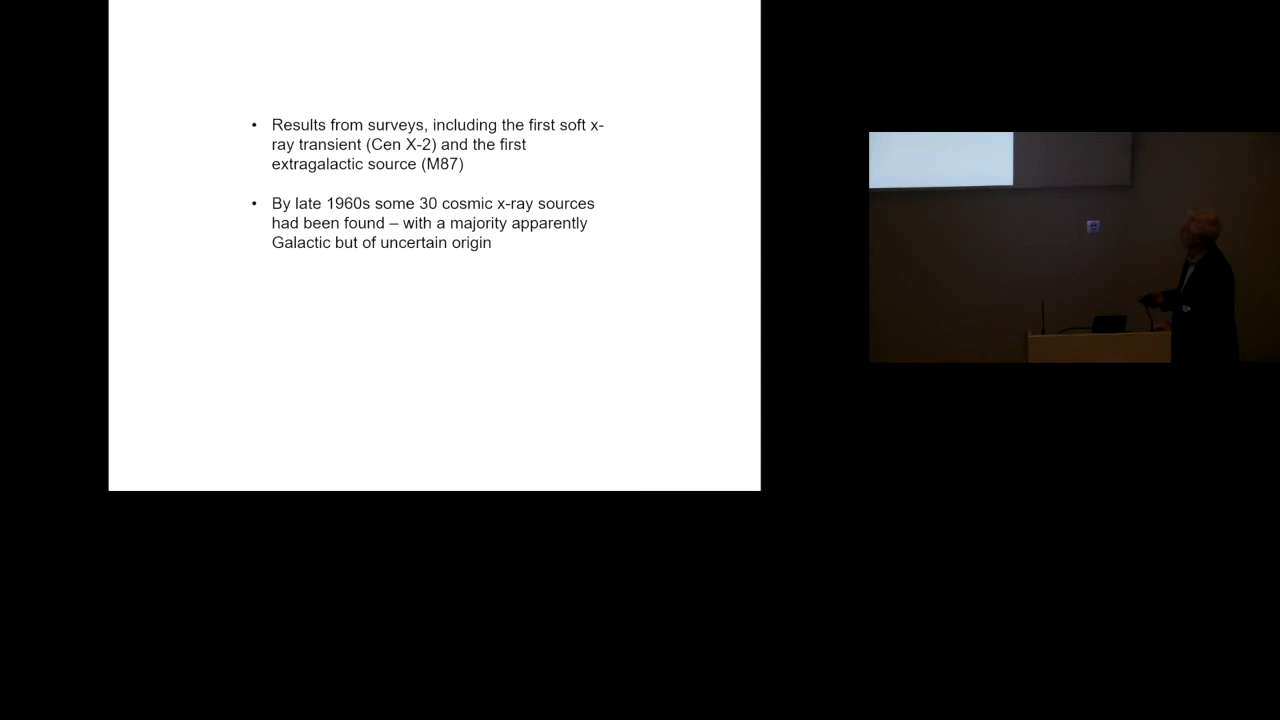 • Results from surveys, including the first soft x-
ray transient (Cen X-2) and the first
extragalactic source (M87)
• By late 1960s some 30 cosmic x-ray sources
had been found – with a majority apparently
Galactic but of uncertain origin